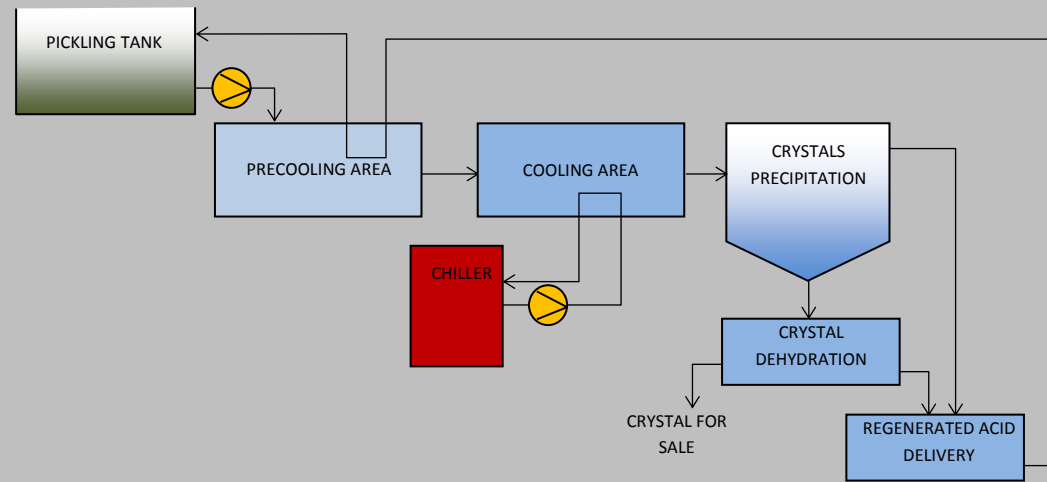 PICKLING TANK
PRECOOLING AREA
COOLING AREA
CRYSTALS
PRECIPITATION
CHILLER
CRYSTAL
DEHYDRATION
CRYSTAL FOR
SALE
REGENERATED ACID
DELIVERY